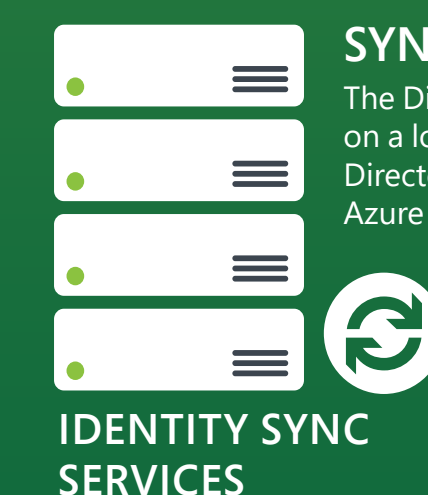 SYN
The Di
on a lo
Direct
Azure
IDENTITY SYNC
SERVICES